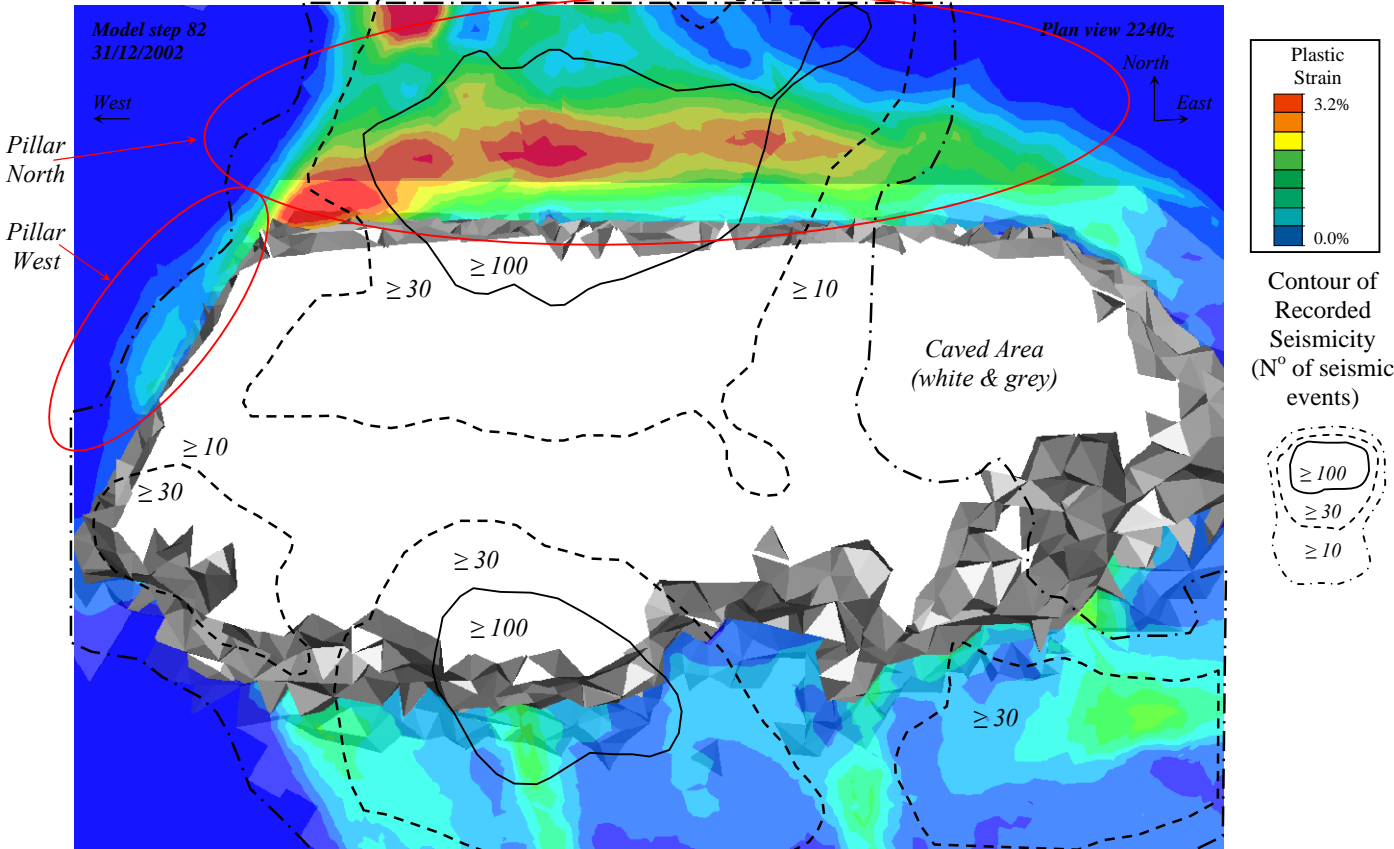 Model step 82
31/12/2002
Plan view 2240z
North
West
East
Pillar
North
Pillar
West
≥ 100
≥ 30
≥ 10
Caved Area
(white & grey)
≥ 10
≥ 30
≥ 30
≥ 100
≥ 30
Plastic
Strain
3.2%
0.0%
Contour of
Recorded
Seismicity
(Nº of seismic
events)
≥ 100
≥ 30
≥ 10